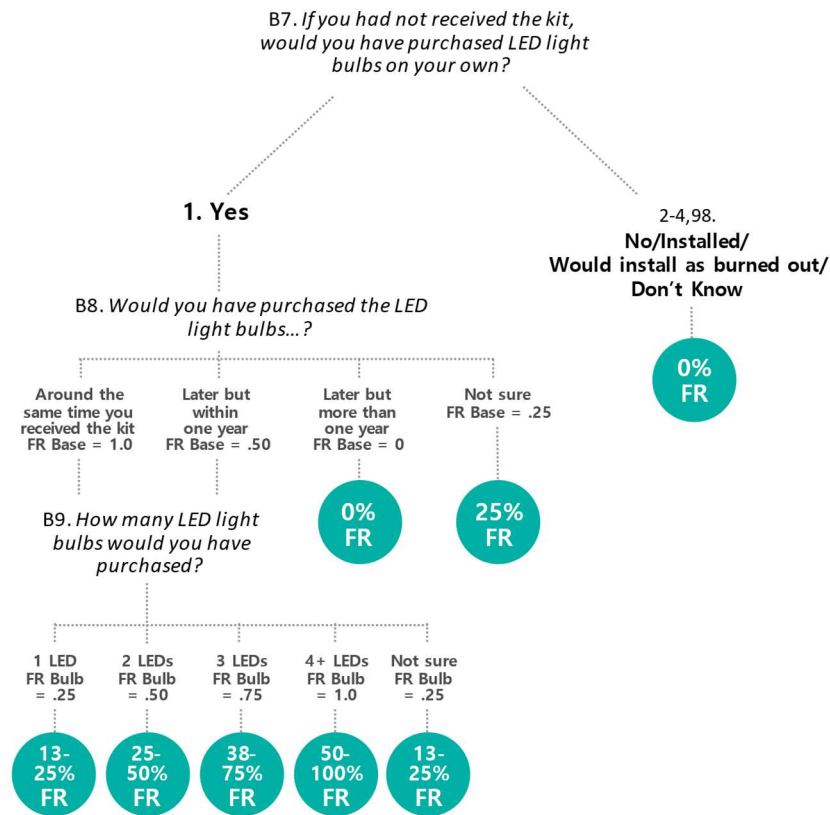 B7. If you had not received the kit,
would you have purchased LED light
bulbs on your own?
1. Yes
2-4,98.
No/Installed/
Would install as burned out/
Don't Know
0%
FR
B8. Would you have purchased the LED
light bulbs...?
Around the
same time you
received the kit
FR Base = 1.0
Later but
within
one year
FR Base = .50
Later but
more than
one year
FR Base = 0
Not sure
FR Base = .25
0%
FR
25%
FR
B9. How many LED light
bulbs would you have
purchased?
1 LED
FR Bulb
= .25
2 LEDs
FR Bulb
= .50
3 LEDs
FR Bulb
= .75
4+ LEDs
FR Bulb
= 1.0
Not sure
FR Bulb
= .25
13-
25%
FR
25-
50%
FR
38-
75%
FR
50-
100%
FR
13-
25%
FR